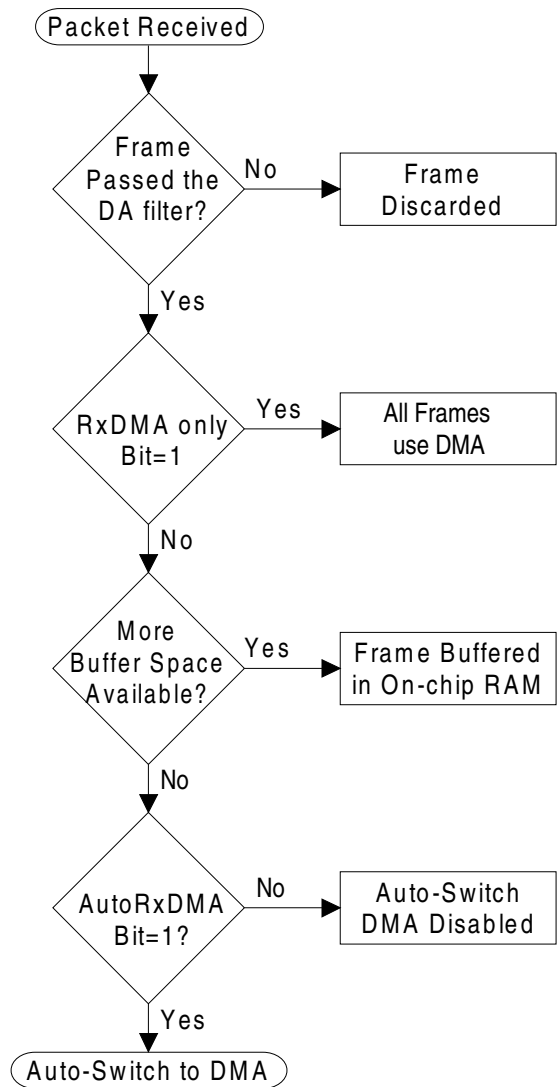 Packet Received
Frame
Passed the
DA filter?
No
Frame
Discarded
Yes
RxDMA only
Bit=1
Yes
All Frames
use DMA
No
More
Buffer Space
Available?
Yes
Frame Buffered
in On-chip RAM
No
AutoRxDMA
Bit=1?
No
Auto-Switch
DMA Disabled
Yes
Auto-Switch to DMA